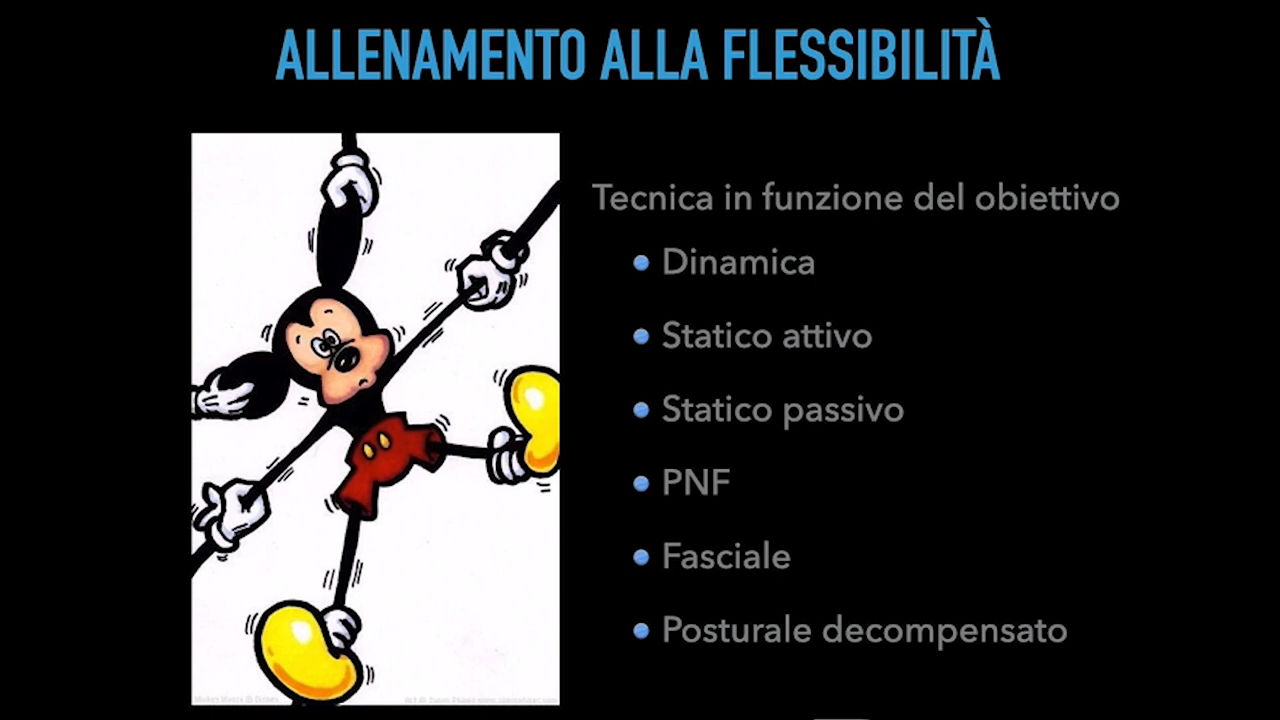 ALLENAMENTO ALLA FLESSIBILITÀ
Tecnica in funzione del obiettivo
Dinamica
Statico attivo
Statico passivo
PNF
Fasciale
Posturale decompensato